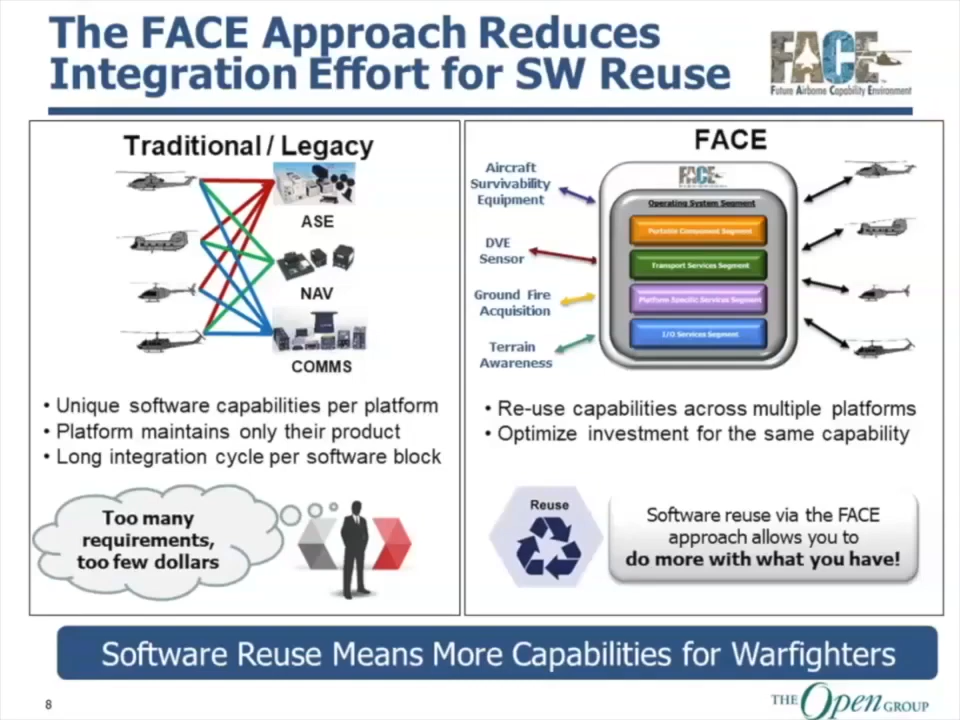 The FACE Approach Reduces
Integration Effort for SW Reuse
FACE
Future Airborne Capability Environment
Traditional / Legacy
ASE
NAV
COMMS
• Unique software capabilities per platform
• Platform maintains only their product
• Long integration cycle per software block
Too many
requirements,
too few dollars
FACE
Aircraft
Survivability
Equipment
DVE
Sensor
Ground Fire
Acquisition
Terrain
Awareness
FACE
Operating System Segment
Portable Component Segment
Transport Services Segment
Platform Specific Services Segment
I/O Services Segment
• Re-use capabilities across multiple platforms
• Optimize investment for the same capability
Reuse
Software reuse via the FACE
approach allows you to
do more with what you have!
Software Reuse Means More Capabilities for Warfighters
8
THE Open GROUP